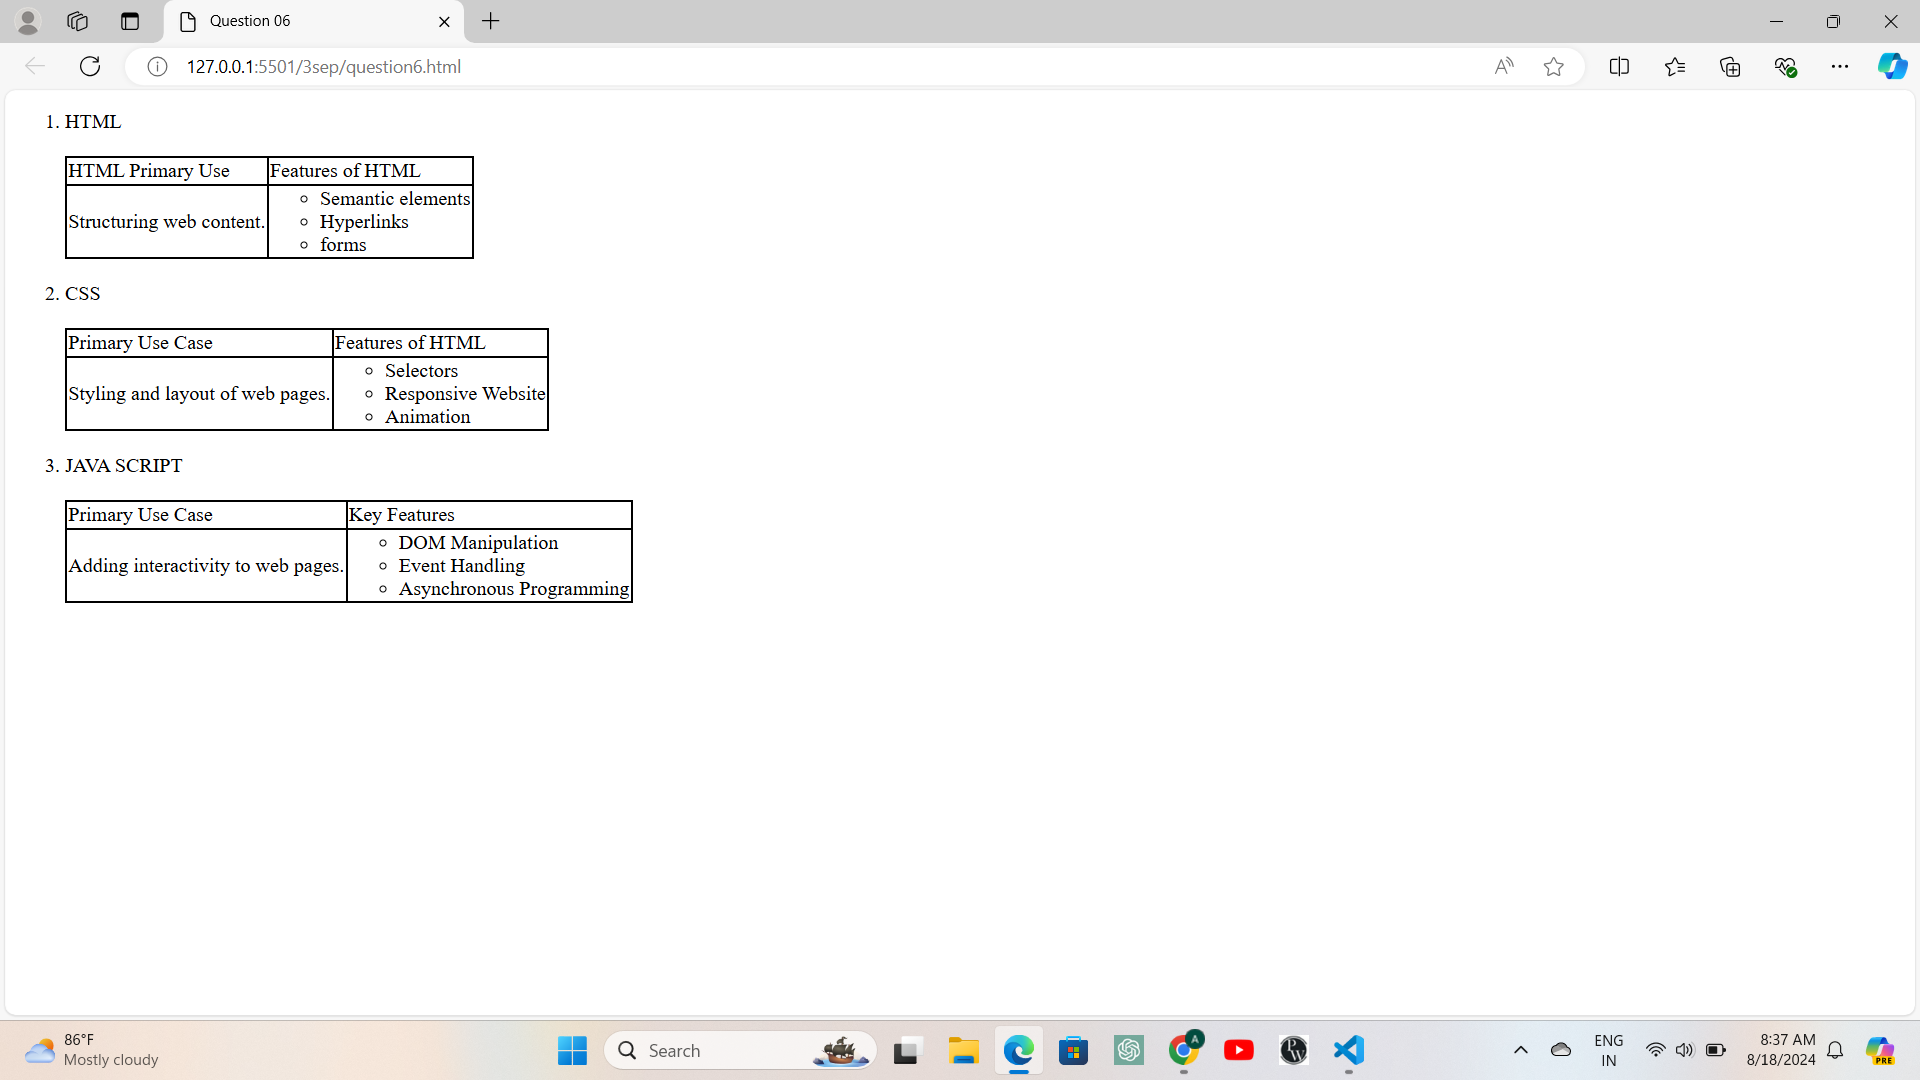 Question 06
127.0.0.1:5501/3sep/question6.html
1. HTML
HTML Primary Use Features of HTML
Structuring web content.
Semantic elements
Hyperlinks
forms
2. CSS
Primary Use Case Features of HTML
Styling and layout of web pages.
Selectors
Responsive Website
Animation
3. JAVA SCRIPT
Primary Use Case Key Features
Adding interactivity to web pages.
DOM Manipulation
Event Handling
Asynchronous Programming
86°F
Mostly cloudy
Search
A
PW
ENG
IN
8:37 AM
8/18/2024
PRE